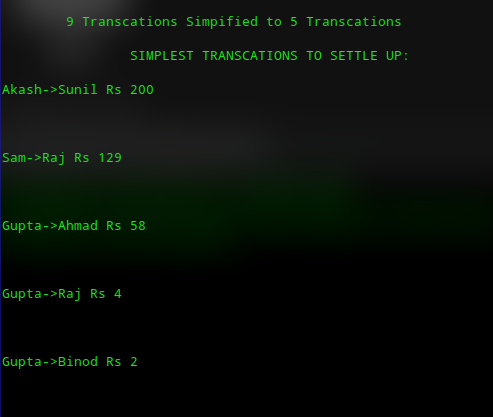 9 Transcations Simpified to 5 Transcations
SIMPLEST TRANSCATIONS TO SETTLE UP:
Akash->Sunil Rs 200
Sam->Raj Rs 129
Gupta->Ahmad Rs 58
Gupta->Raj Rs 4
Gupta->Binod Rs 2